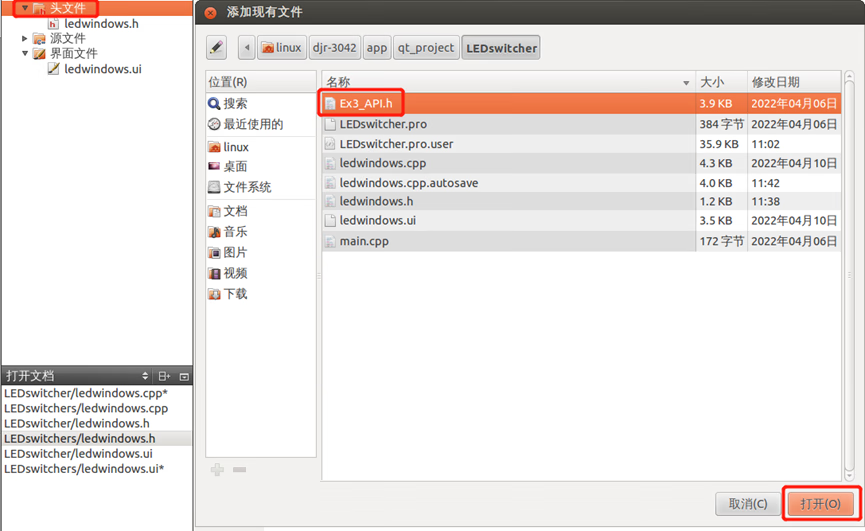 头文件
ledwindows.h
源文件
界面文件
ledwindows.ui
打开文档
LEDswitcher/ledwindows.cpp*
LEDswitchers/ledwindows.cpp
LEDswitcher/ledwindows.h
LEDswitchers/ledwindows.h
LEDswitcher/ledwindows.ui
LEDswitchers/ledwindows.ui*
添加现有文件
linux djr-3042 app qt_project LEDswitcher
位置(R)
搜索
最近使用的
linux
桌面
文件系统
文档
音乐
图片
视频
下载
名称 大小 修改日期
Ex3_API.h 3.9 KB 2022年04月06日
LEDswitcher.pro 384 字节 2022年04月06日
LEDswitcher.pro.user 35.9 KB 11:02
ledwindows.cpp 4.3 KB 2022年04月10日
ledwindows.cpp.autosave 4.0 KB 11:42
ledwindows.h 1.2 KB 11:38
ledwindows.ui 3.5 KB 2022年04月10日
main.cpp 172 字节 2022年04月06日
取消(C) 打开(O)